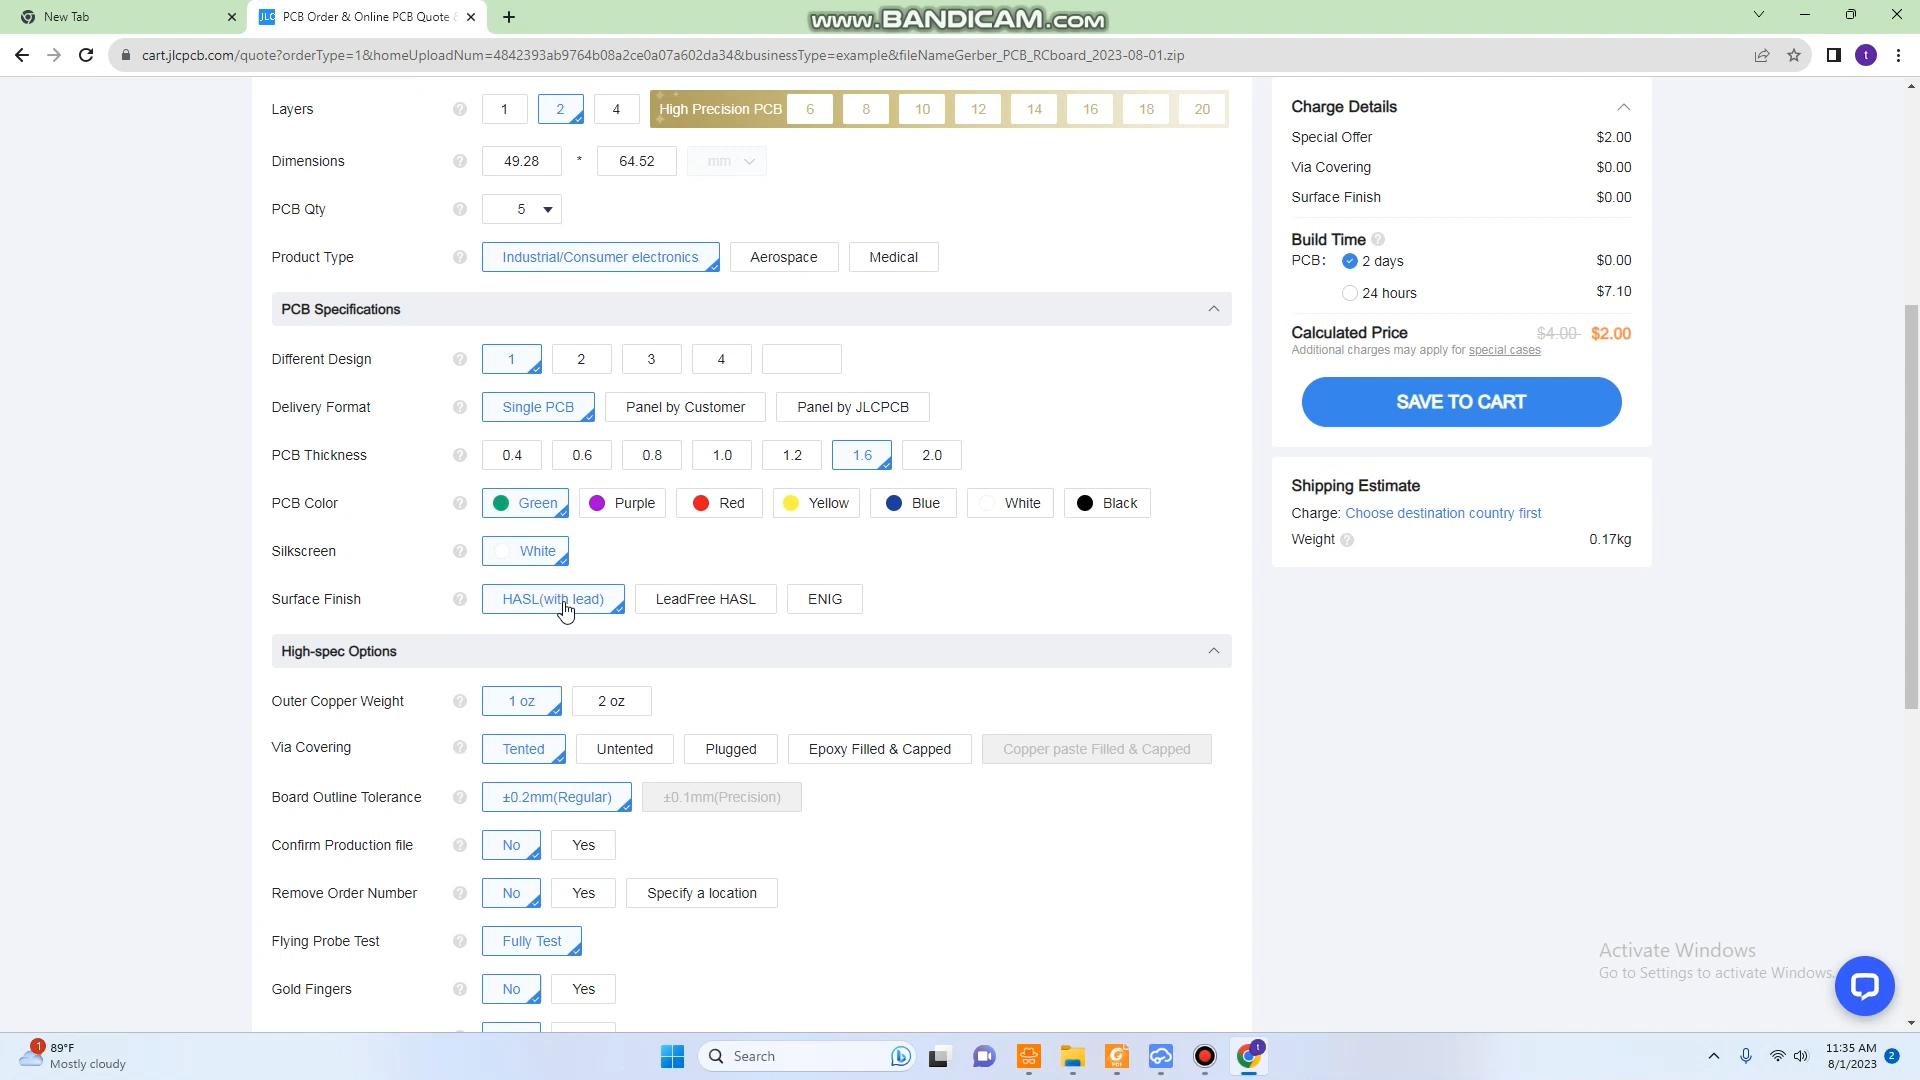 New Tab
JLC PCB Order & Online PCB Quote
www.BANDICAM.com
cart.jlcpcb.com/quote?orderType=1&homeUploadNum=4842393ab9764b08a2ce0a07a602da34&businessType=example&fileNameGerber_PCB_RCboard_2023-08-01.zip
t
Layers ? 1 2 4 High Precision PCB 6 8 10 12 14 16 18 20
Dimensions ? 49.28 * 64.52 mm
PCB Qty ? 5
Product Type ? Industrial/Consumer electronics Aerospace Medical
PCB Specifications
Different Design ? 1 2 3 4
Delivery Format ? Single PCB Panel by Customer Panel by JLCPCB
PCB Thickness ? 0.4 0.6 0.8 1.0 1.2 1.6 2.0
PCB Color ? Green Purple Red Yellow Blue White Black
Silkscreen ? White
Surface Finish ? HASL(with lead) LeadFree HASL ENIG
High-spec Options
Outer Copper Weight ? 1 oz 2 oz
Via Covering ? Tented Untented Plugged Epoxy Filled & Capped Copper paste Filled & Capped
Board Outline Tolerance ? ±0.2mm(Regular) ±0.1mm(Precision)
Confirm Production file ? No Yes
Remove Order Number ? No Yes Specify a location
Flying Probe Test ? Fully Test
Gold Fingers ? No Yes
Charge Details
Special Offer $2.00
Via Covering $0.00
Surface Finish $0.00
Build Time ?
PCB: 2 days $0.00
24 hours $7.10
Calculated Price $4.00 $2.00
Additional charges may apply for special cases
SAVE TO CART
Shipping Estimate
Charge: Choose destination country first
Weight ? 0.17kg
Activate Windows
Go to Settings to activate Windows.
1
89°F
Mostly cloudy
Search
t
11:35 AM
8/1/2023
2